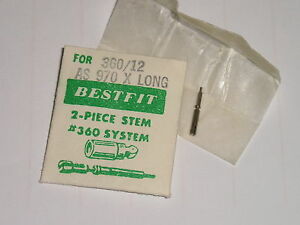 FOR 360/12
AS 970 X LONG
BESTFIT
2-PIECE STEM
#360 SYSTEM